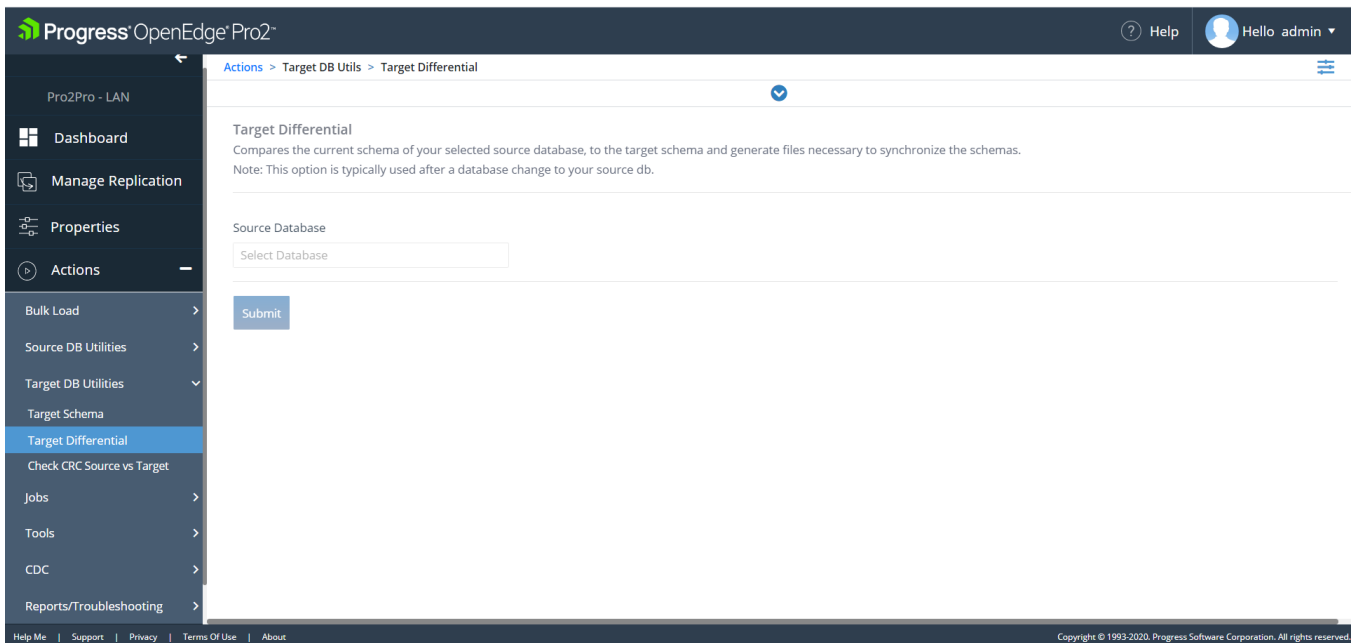 Progress® OpenEdge® Pro2™
? Help
Hello admin
Pro2Pro - LAN
Dashboard
Manage Replication
Properties
Actions
Bulk Load
Source DB Utilities
Target DB Utilities
Target Schema
Target Differential
Check CRC Source vs Target
Jobs
Tools
CDC
Reports/Troubleshooting
Actions > Target DB Utils > Target Differential
Target Differential
Compares the current schema of your selected source database, to the target schema and generate files necessary to synchronize the schemas.
Note: This option is typically used after a database change to your source db.
Source Database
Select Database
Submit
Help Me | Support | Privacy | Terms Of Use | About
Copyright © 1993-2020. Progress Software Corporation. All rights reserved.